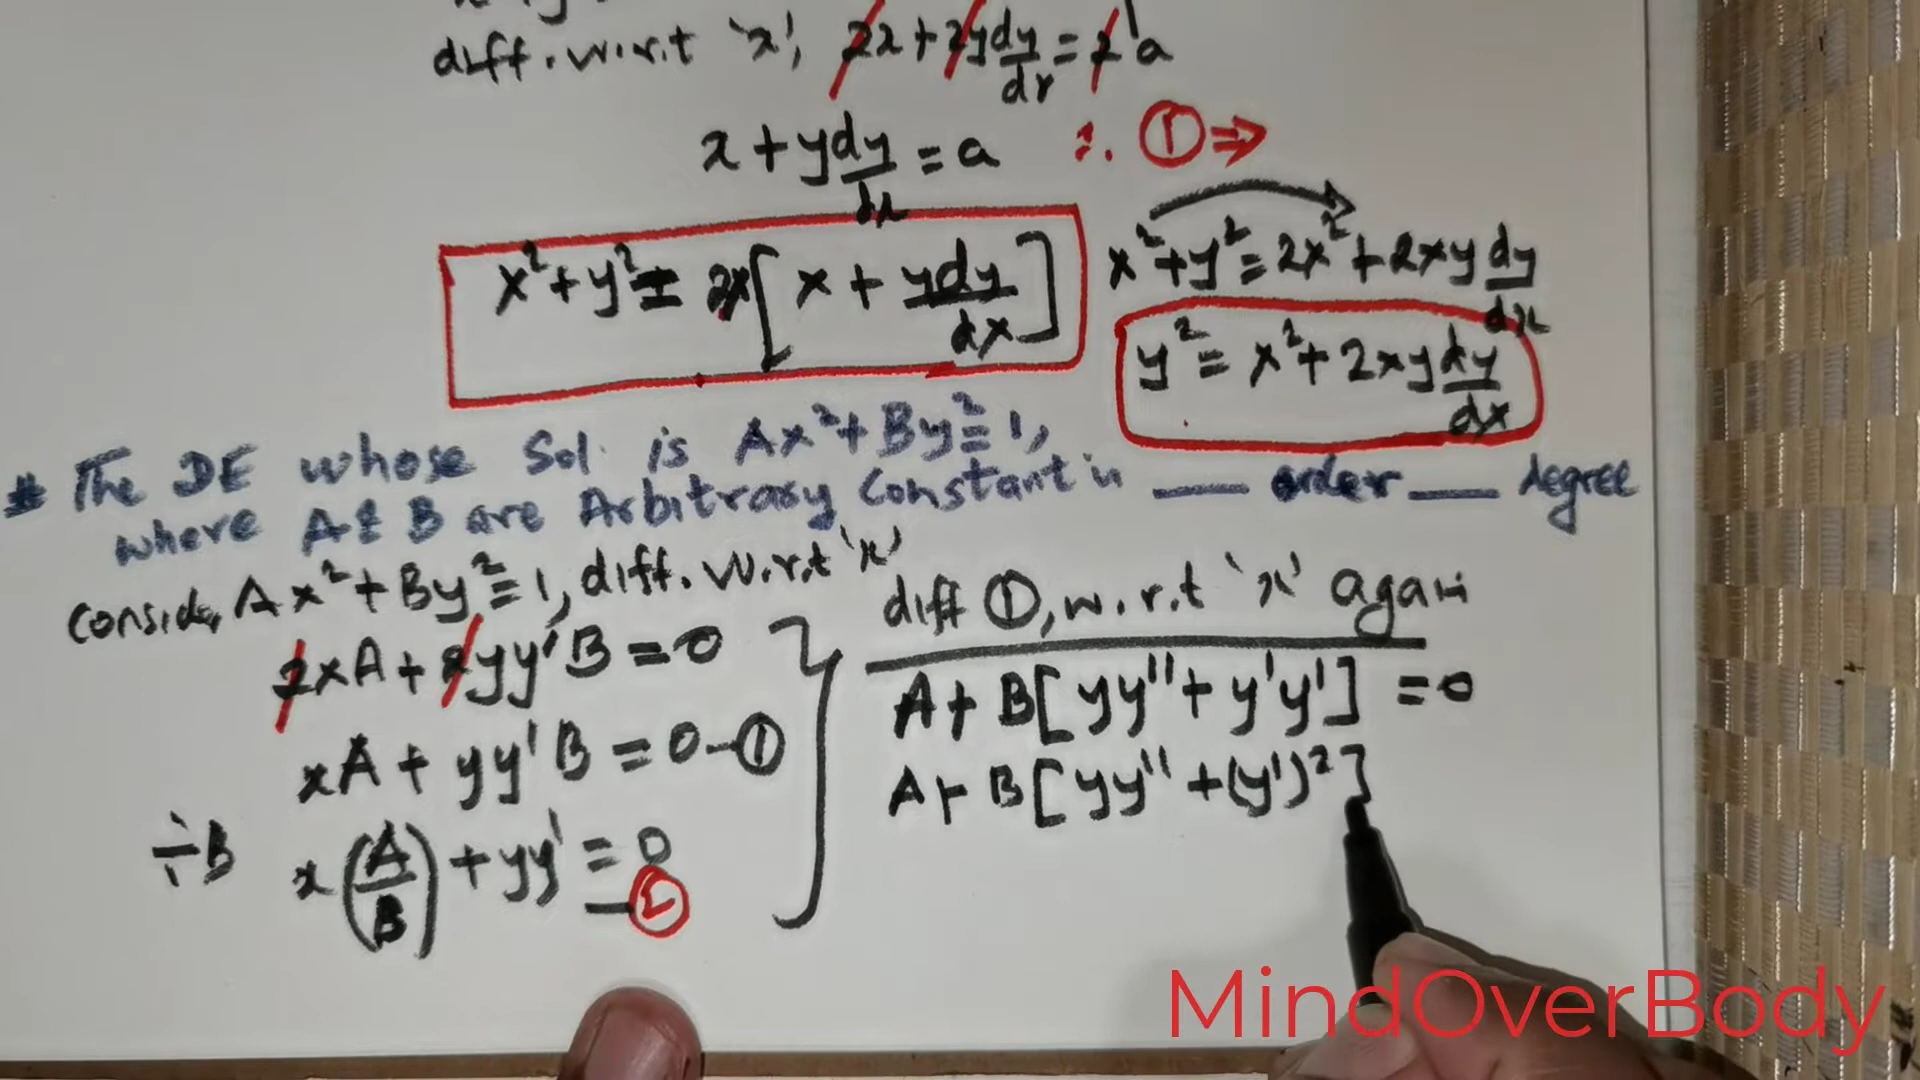 diff. w.r.t 'x', 2x + 2y dy/dx = 2 a
x + y dy/dx = a ∴ ① ⇒
x² + y² = 2x [ x + y dy/dx ]
x² + y² = 2x² + 2xy dy/dx
y² = x² + 2xy dy/dx
* The DE whose Sol. is Ax² + By² = 1,
where A & B are Arbitrary Constant is ___ order ___ degree
Consider Ax² + By² = 1, diff. w.r.t 'x'
2xA + 2yy'B = 0
xA + yy'B = 0 - ①
÷B x(A/B) + yy' = 0
- ②
diff ①, w.r.t 'x' again
A + B[yy'' + y'y'] = 0
A + B[yy'' + (y')²]
MindOverBody